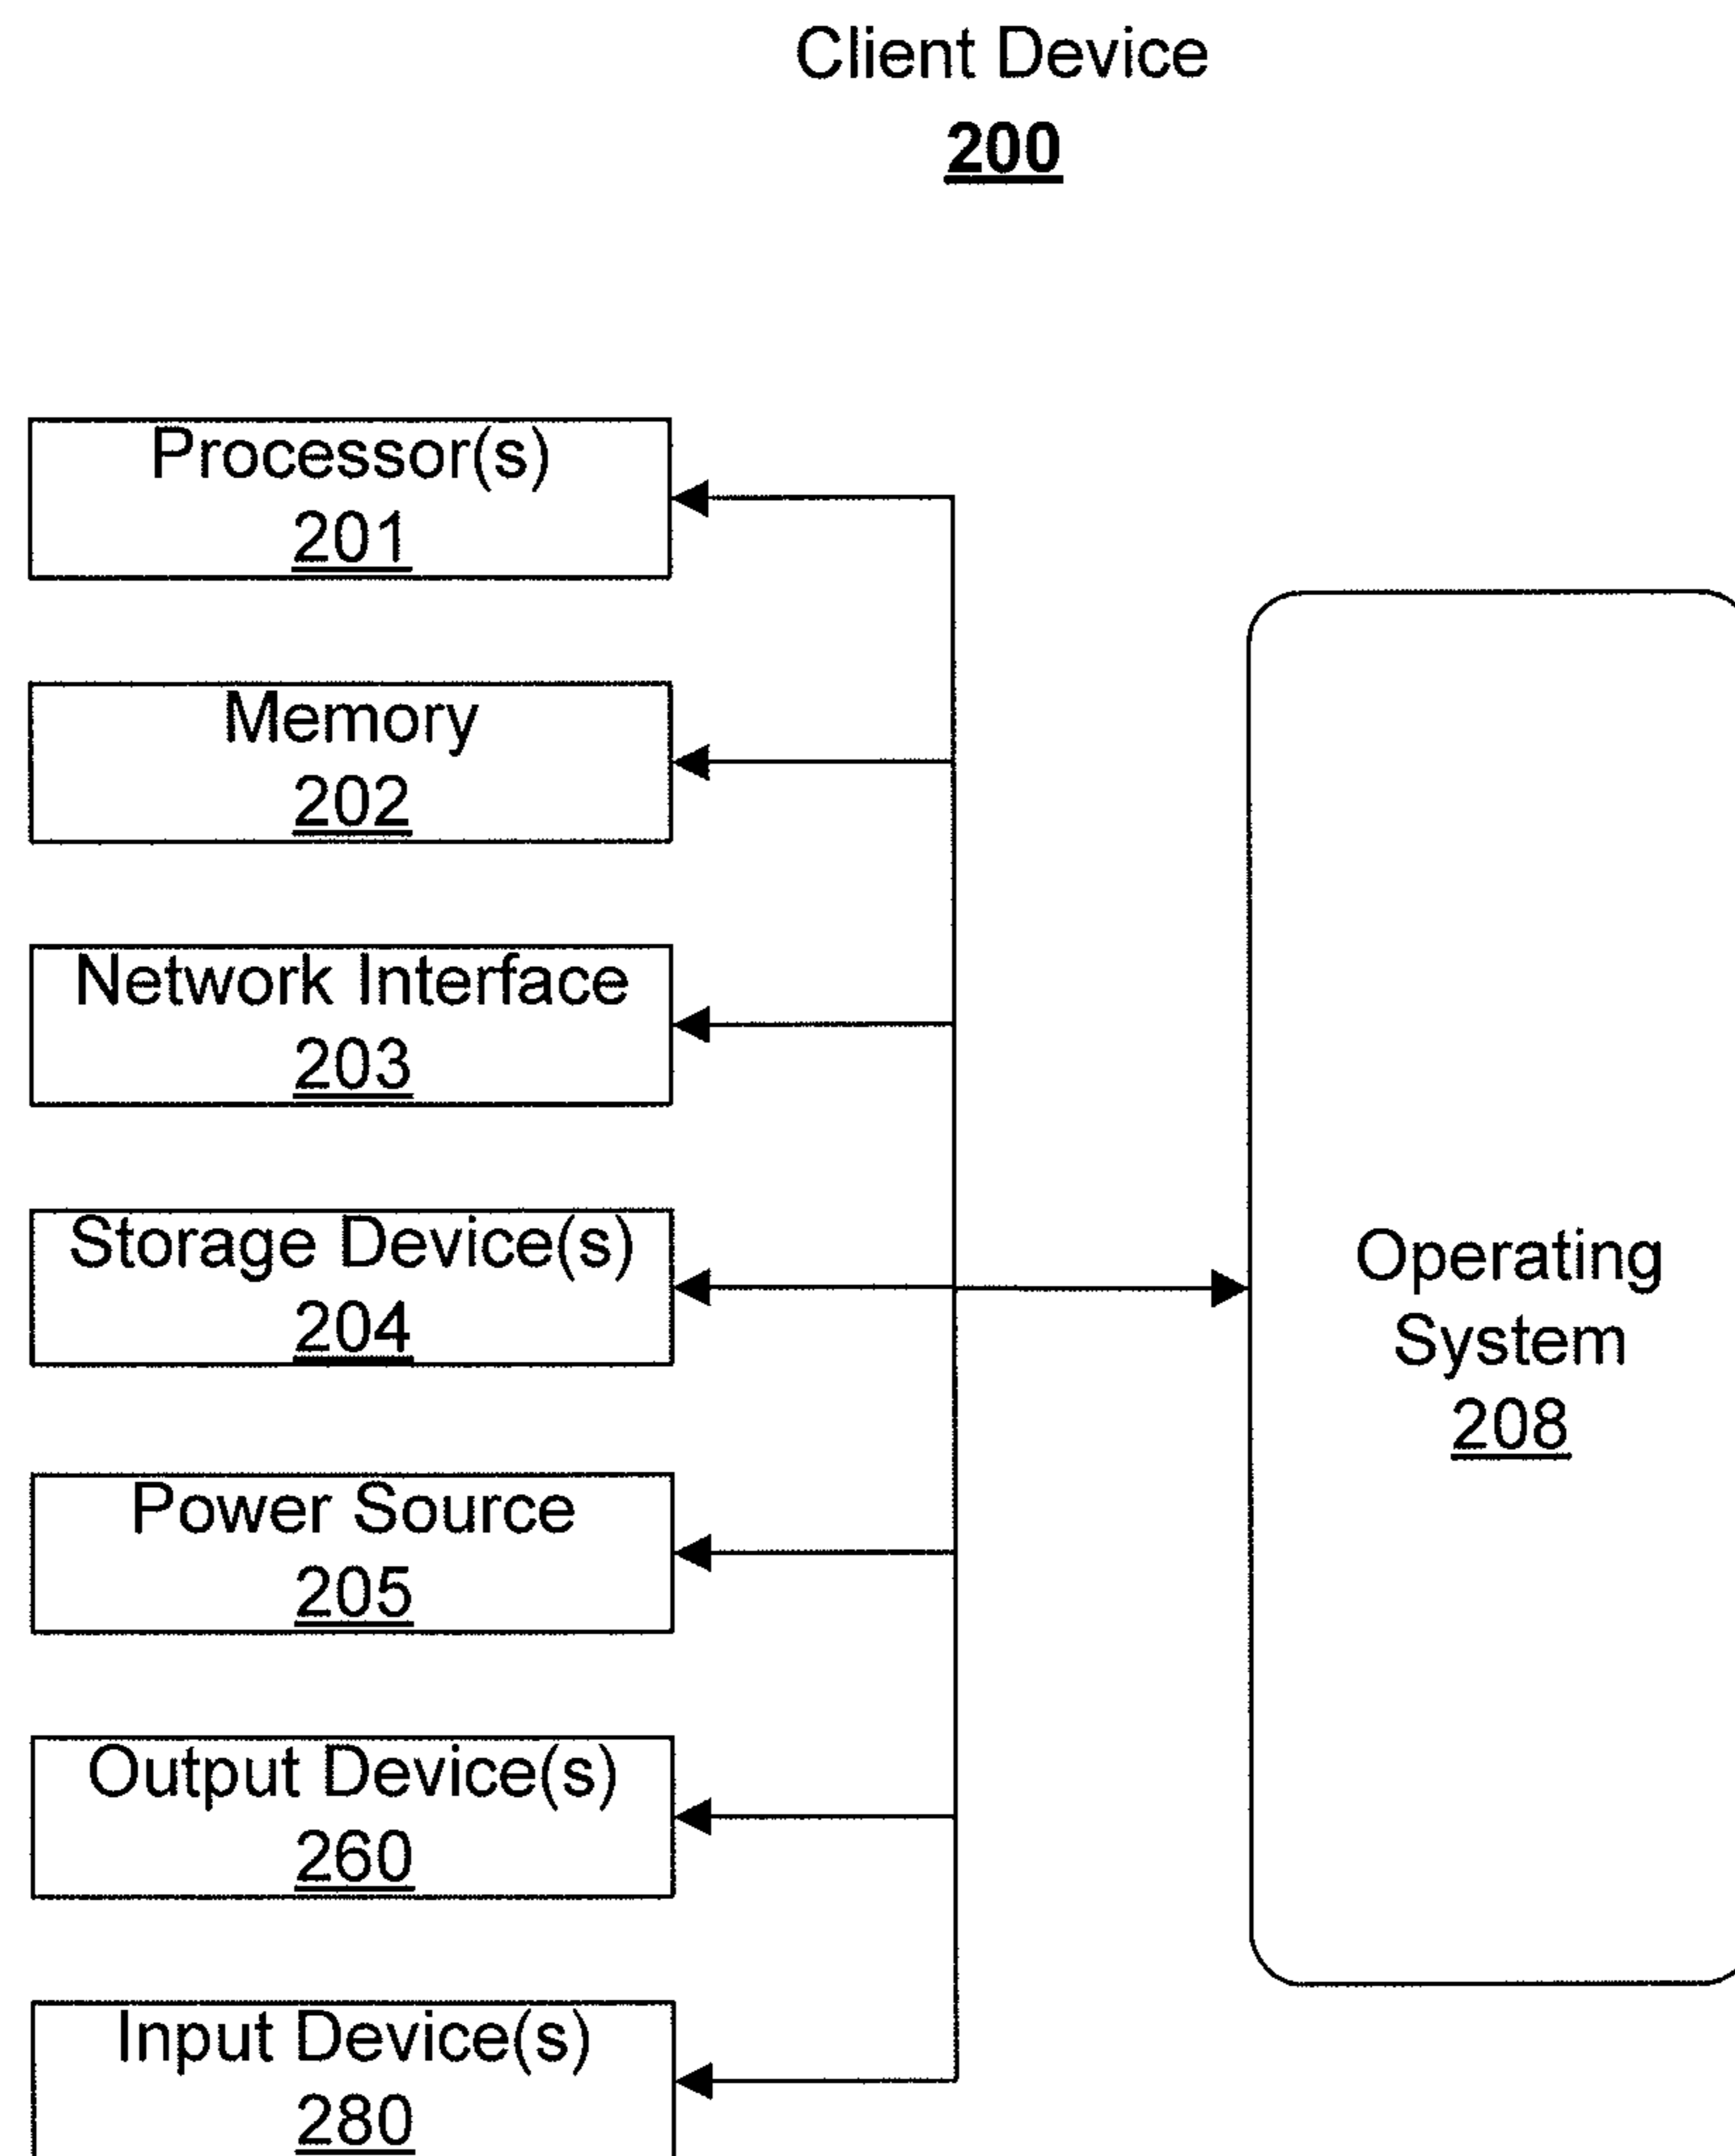 Client Device
200
Processor(s)
201
Memory
202
Network Interface
203
Storage Device(s)
204
Power Source
205
Output Device(s)
260
Input Device(s)
280
Operating
System
208